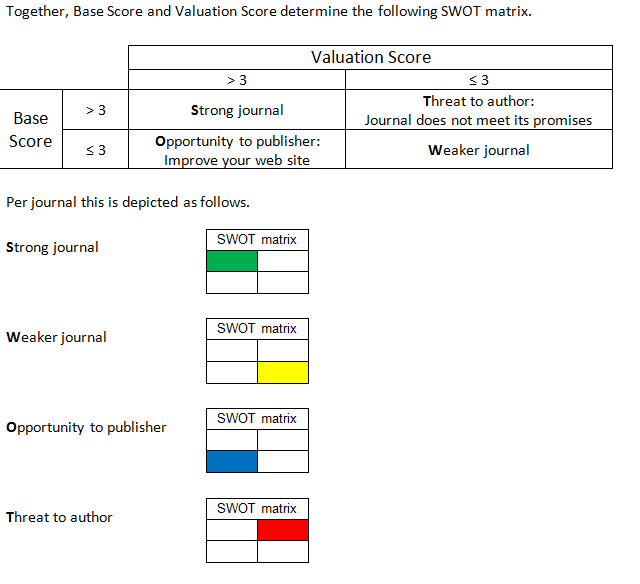 Together, Base Score and Valuation Score determine the following SWOT matrix.
Valuation Score
> 3
≤ 3
Base
Score
> 3
Strong journal
Threat to author:
Journal does not meet its promises
≤ 3
Opportunity to publisher:
Improve your web site
Weaker journal
Per journal this is depicted as follows.
Strong journal
SWOT matrix
Weaker journal
SWOT matrix
Opportunity to publisher
SWOT matrix
Threat to author
SWOT matrix